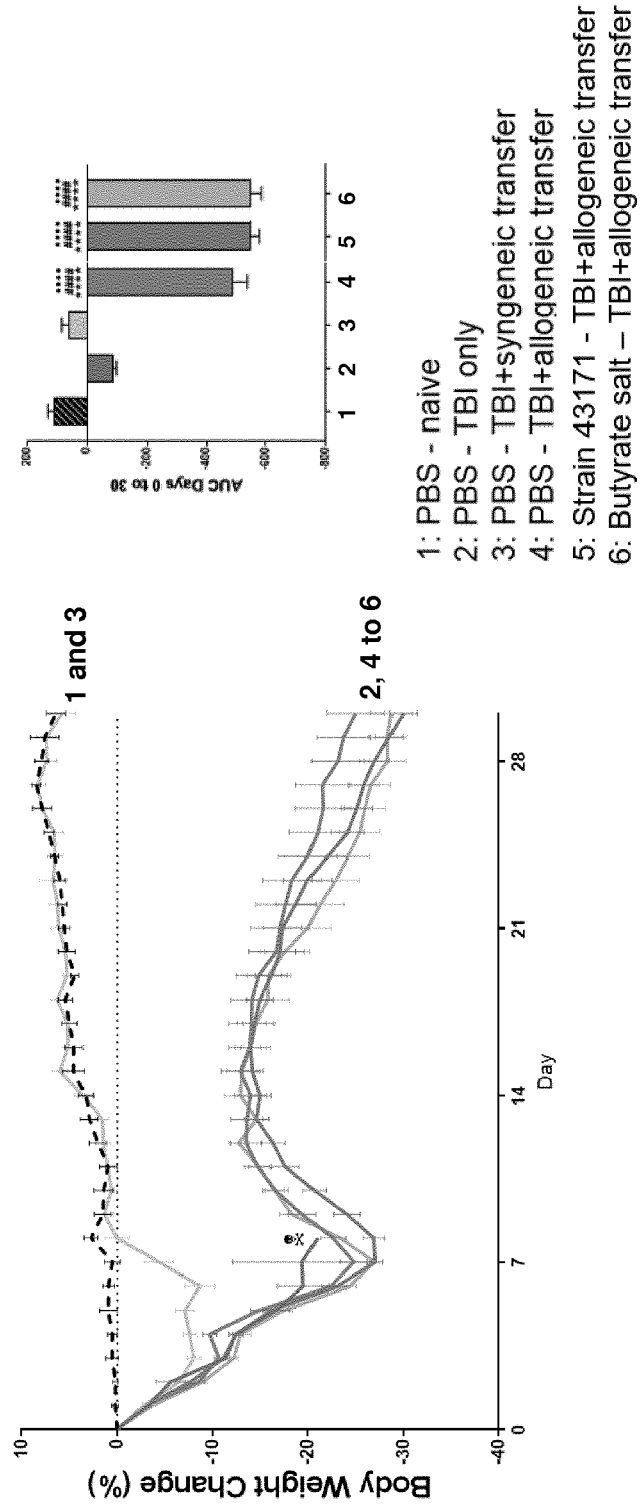 Body Weight Change (%)
10
0
-10
-20
-30
-40
0
7
14
21
28
Day
1 and 3
2, 4 to 6
x
AUC Days 0 to 30
200
0
-200
-400
-600
-800
1
2
3
4
5
6
****
####
****
****
####
****
****
####
****
1: PBS - naive
2: PBS - TBI only
3: PBS - TBI+syngeneic transfer
4: PBS - TBI+allogeneic transfer
5: Strain 43171 - TBI+allogeneic transfer
6: Butyrate salt – TBI+allogeneic transfer